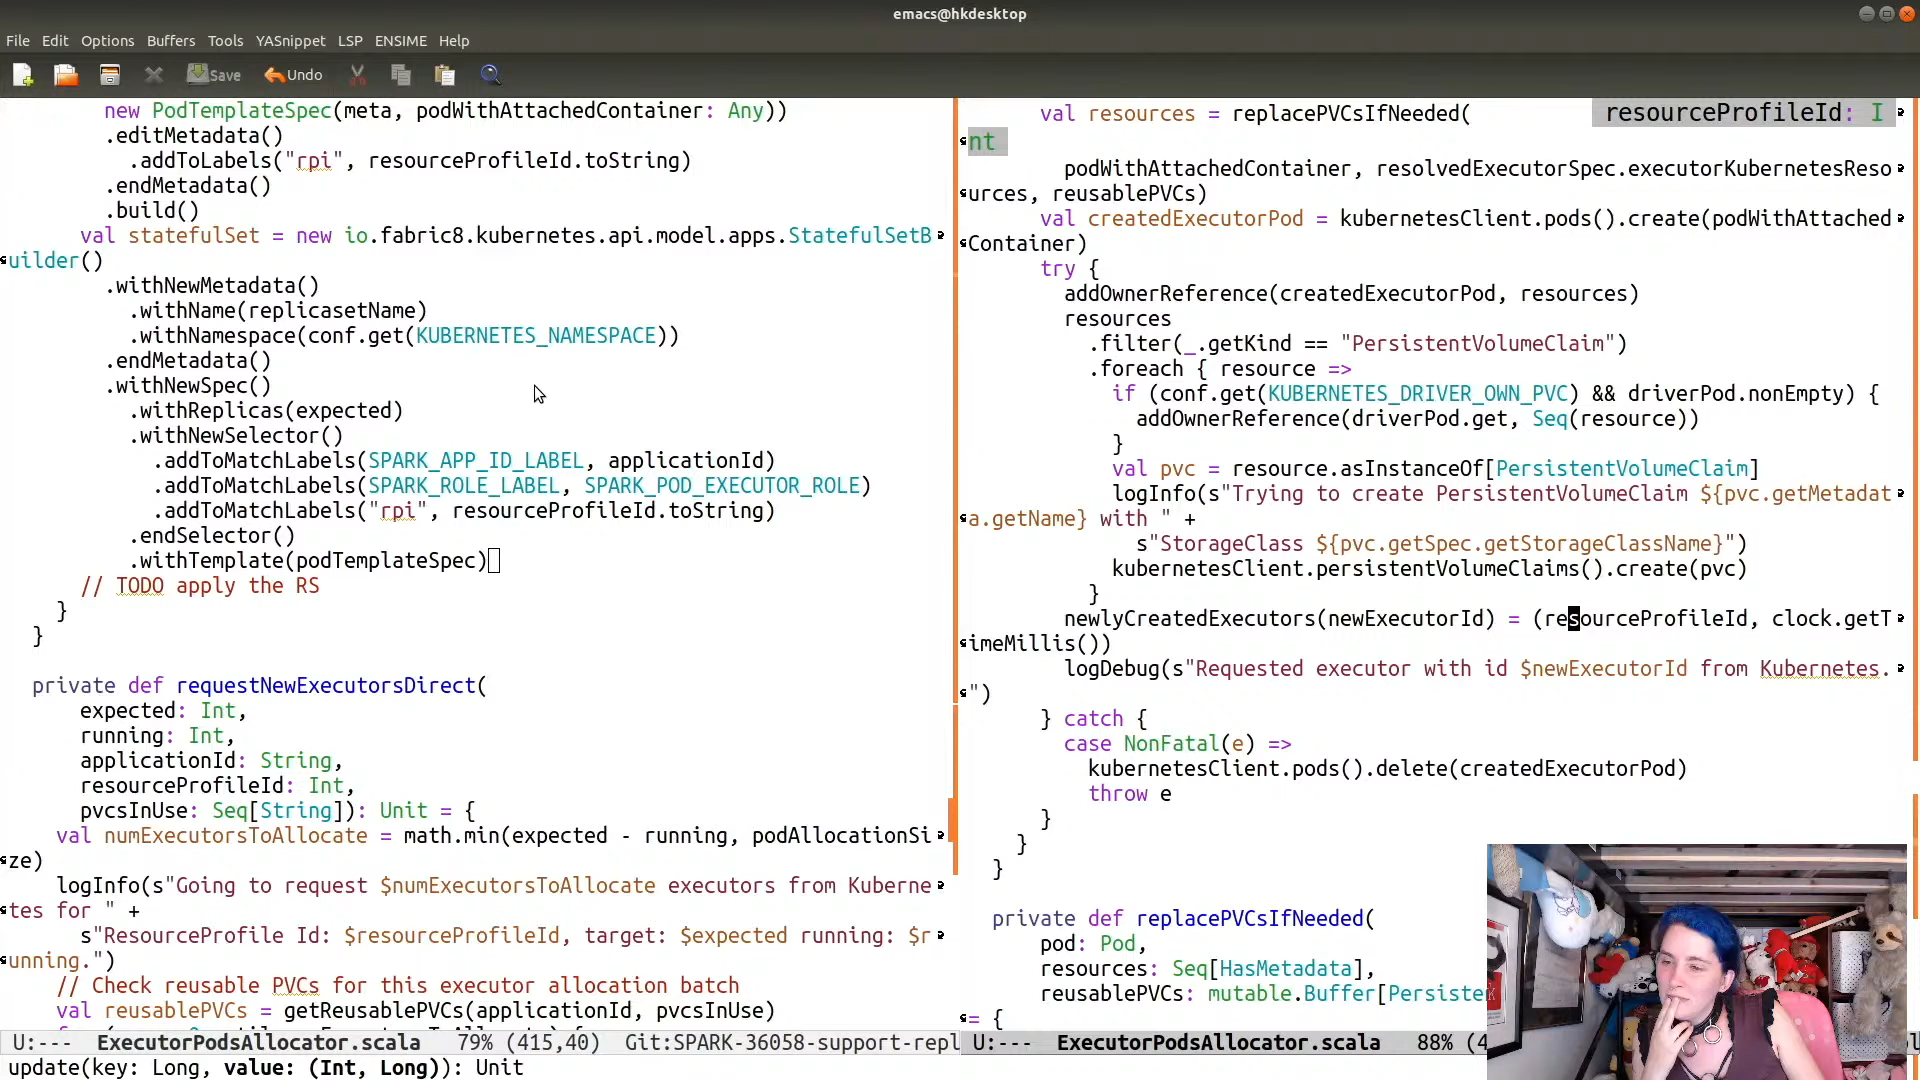 emacs@hkdesktop
File Edit Options Buffers Tools YASnippet LSP ENSIME Help
Save Undo
new PodTemplateSpec(meta, podWithAttachedContainer: Any))
.editMetadata()
.addToLabels("rpi", resourceProfileId.toString)
.endMetadata()
.build()
val statefulSet = new io.fabric8.kubernetes.api.model.apps.StatefulSetB
uilder()
.withNewMetadata()
.withName(replicasetName)
.withNamespace(conf.get(KUBERNETES_NAMESPACE))
.endMetadata()
.withNewSpec()
.withReplicas(expected)
.withNewSelector()
.addToMatchLabels(SPARK_APP_ID_LABEL, applicationId)
.addToMatchLabels(SPARK_ROLE_LABEL, SPARK_POD_EXECUTOR_ROLE)
.addToMatchLabels("rpi", resourceProfileId.toString)
.endSelector()
.withTemplate(podTemplateSpec)
// TODO apply the RS
}
}
private def requestNewExecutorsDirect(
expected: Int,
running: Int,
applicationId: String,
resourceProfileId: Int,
pvcsInUse: Seq[String]): Unit = {
val numExecutorsToAllocate = math.min(expected - running, podAllocationSi
ze)
logInfo(s"Going to request $numExecutorsToAllocate executors from Kuberne
tes for " +
s"ResourceProfile Id: $resourceProfileId, target: $expected running: $r
unning.")
// Check reusable PVCs for this executor allocation batch
val reusablePVCs = getReusablePVCs(applicationId, pvcsInUse)
U:--- ExecutorPodsAllocator.scala 79% (415,40) Git:SPARK-36058-support-repl
val resources = replacePVCsIfNeeded( resourceProfileId: I
nt
podWithAttachedContainer, resolvedExecutorSpec.executorKubernetesReso
urces, reusablePVCs)
val createdExecutorPod = kubernetesClient.pods().create(podWithAttached
Container)
try {
addOwnerReference(createdExecutorPod, resources)
resources
.filter(_.getKind == "PersistentVolumeClaim")
.foreach { resource =>
if (conf.get(KUBERNETES_DRIVER_OWN_PVC) && driverPod.nonEmpty) {
addOwnerReference(driverPod.get, Seq(resource))
}
val pvc = resource.asInstanceOf[PersistentVolumeClaim]
logInfo(s"Trying to create PersistentVolumeClaim ${pvc.getMetadat
a.getName} with " +
s"StorageClass ${pvc.getSpec.getStorageClassName}")
kubernetesClient.persistentVolumeClaims().create(pvc)
}
newlyCreatedExecutors(newExecutorId) = (resourceProfileId, clock.getT
imeMillis())
logDebug(s"Requested executor with id $newExecutorId from Kubernetes.
")
} catch {
case NonFatal(e) =>
kubernetesClient.pods().delete(createdExecutorPod)
throw e
}
}
}
private def replacePVCsIfNeeded(
pod: Pod,
resources: Seq[HasMetadata],
reusablePVCs: mutable.Buffer[Persiste
= {
U:--- ExecutorPodsAllocator.scala 88% (4
update(key: Long, value: (Int, Long)): Unit